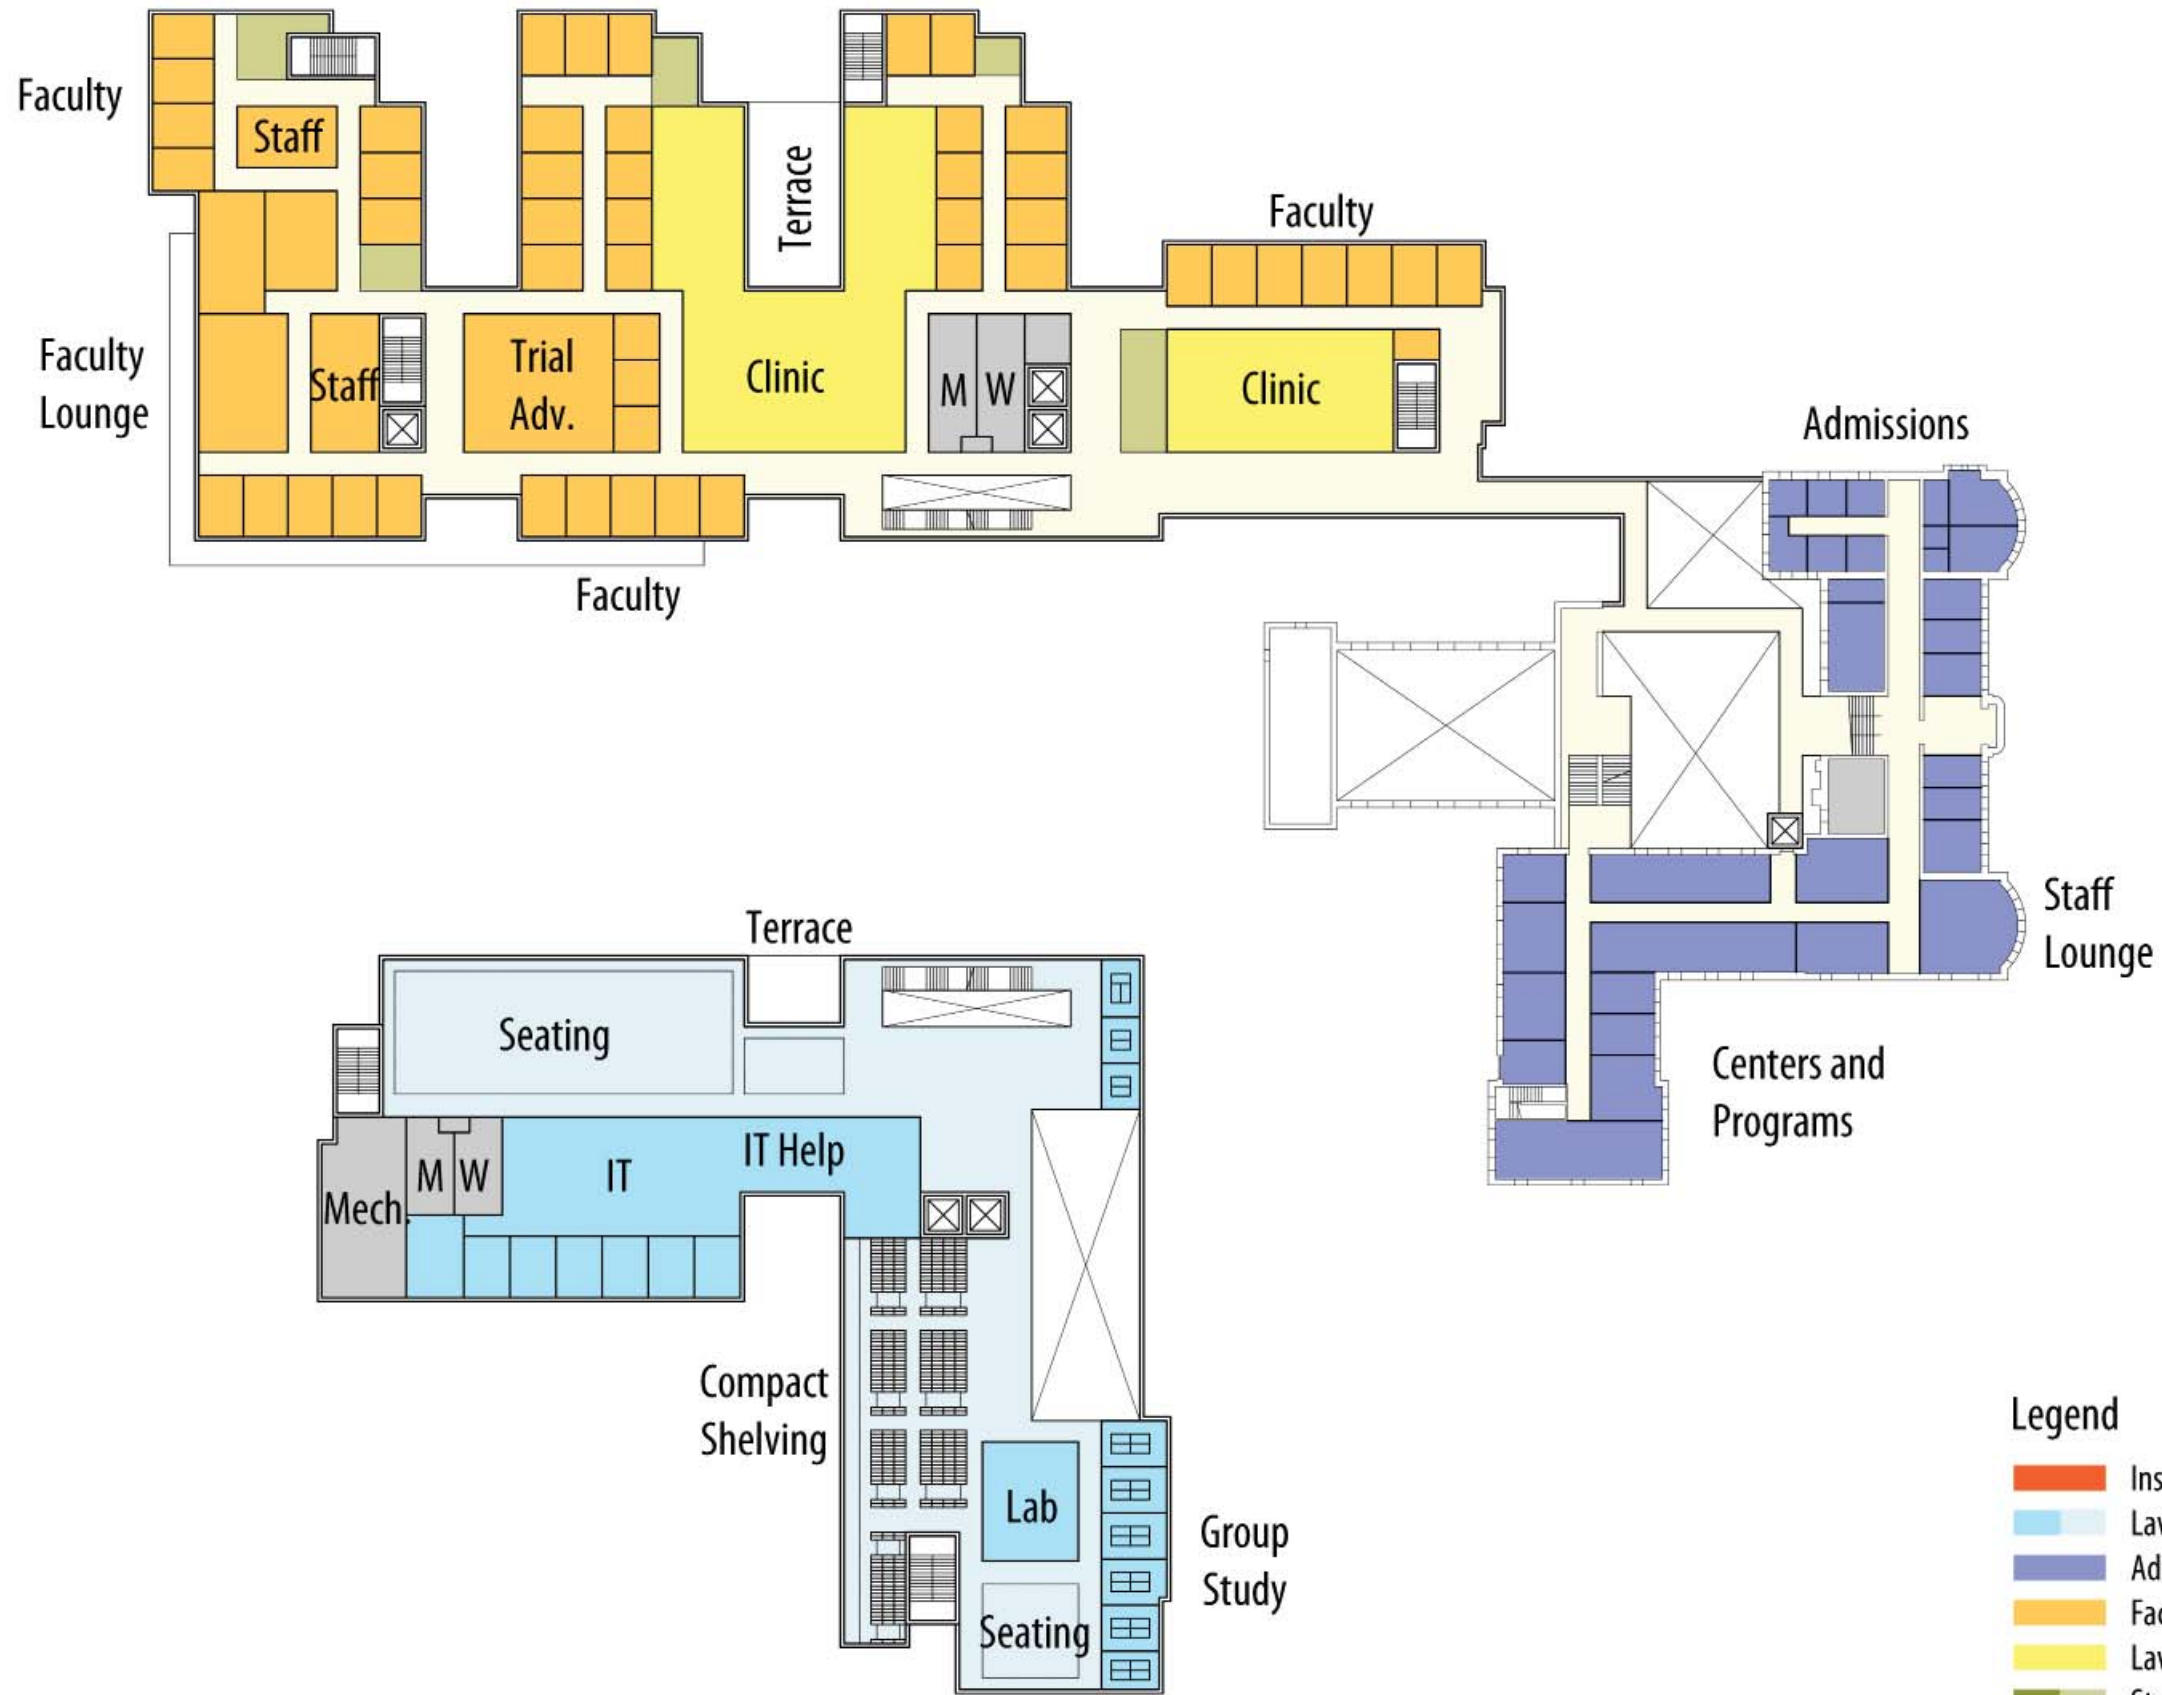 Faculty
Staff
Terrace
Faculty
Faculty
Lounge
Staff
Trial
Adv.
Clinic
M
W
Clinic
Admissions
Faculty
Staff
Lounge
Terrace
Seating
Centers and
Programs
IT Help
M
W
IT
Mech.
Compact
Shelving
Legend
Lab
Group
Study
Seating